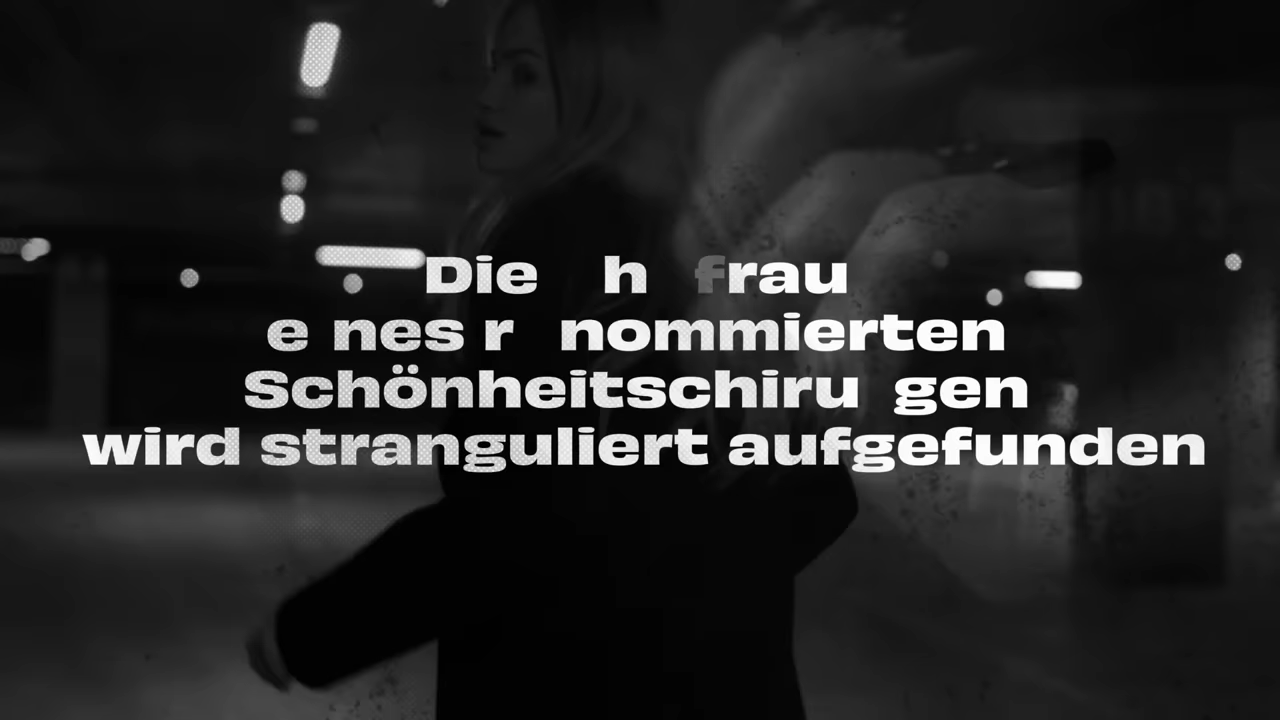 Die h frau
e nes r nommierten
Schönheitschiru gen
wird stranguliert aufgefunden